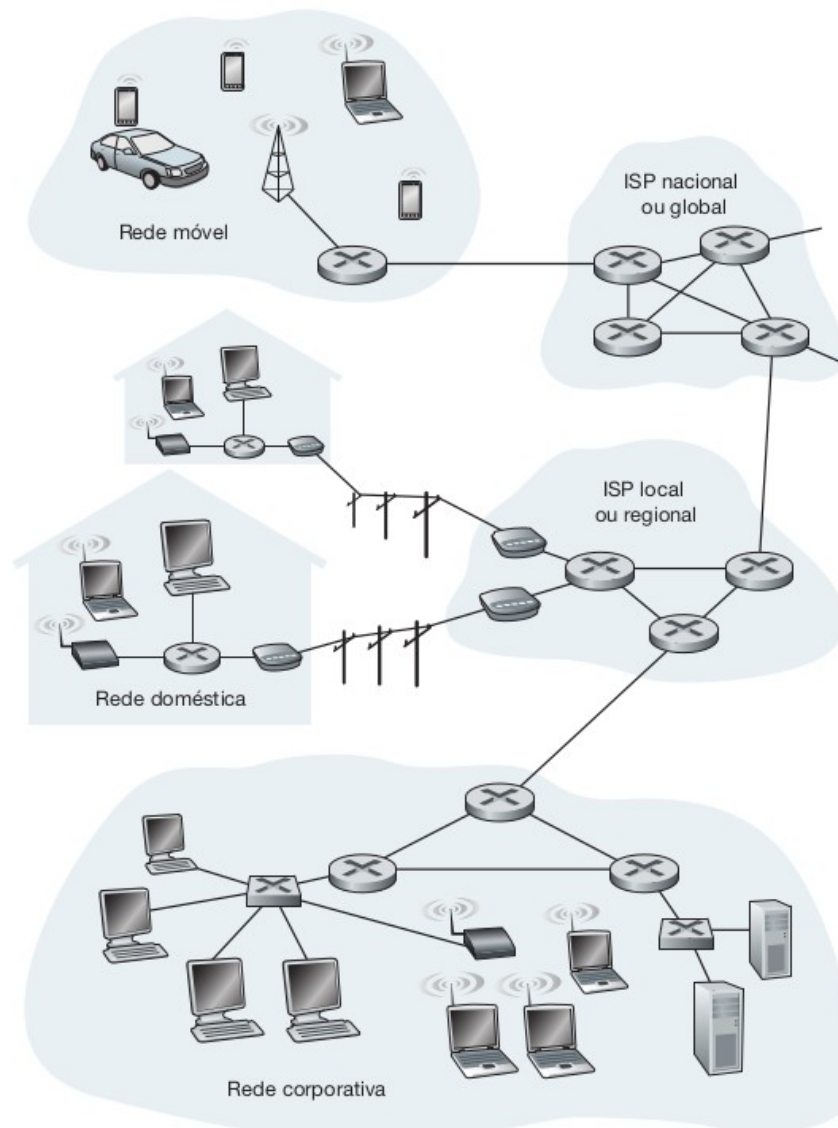 Rede móvel
ISP nacional
ou global
ISP local
ou regional
Rede doméstica
Rede corporativa